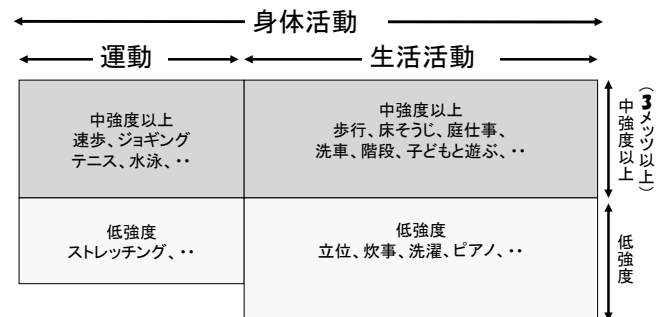 身体活動
運動
生活活動
中強度以上
速歩、ジョギング
テニス、水泳、・・
中強度以上
歩行、床そうじ、庭仕事、
洗車、階段、子どもと遊ぶ、・・
中強度以上
(3メッツ以上)
低強度
ストレッチング、・・
低強度
立位、炊事、洗濯、ピアノ、・・
低強度